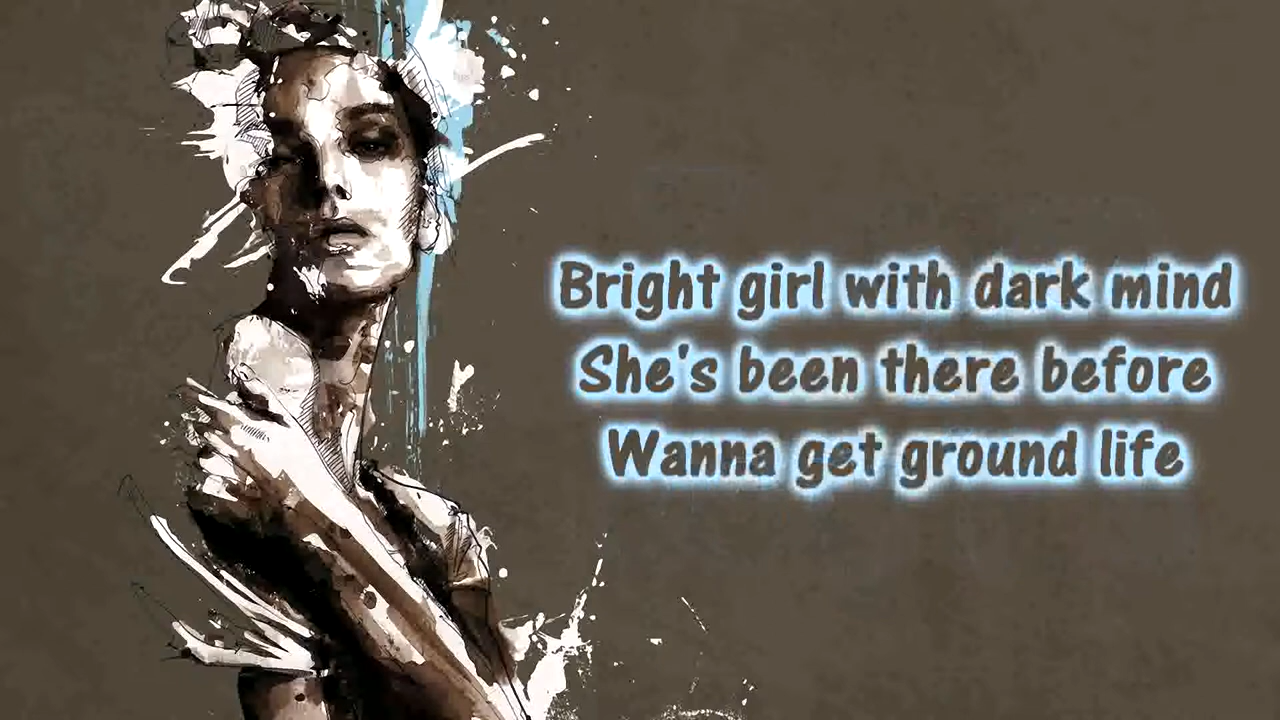 Bright girl with dark mind
She's been there before
Wanna get ground life